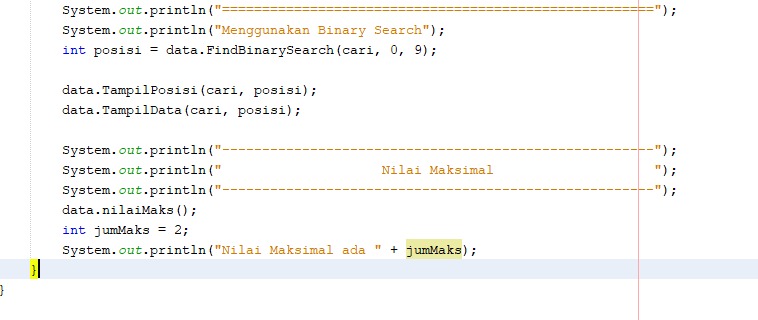 System.out.println("======================================================");
System.out.println("Menggunakan Binary Search");
int posisi = data.FindBinarySearch(cari, 0, 9);
data.TampilPosisi(cari, posisi);
data.TampilData(cari, posisi);
System.out.println("------------------------------------------------------");
System.out.println("                    Nilai Maksimal                    ");
System.out.println("------------------------------------------------------");
data.nilaiMaks();
int jumMaks = 2;
System.out.println("Nilai Maksimal ada " + jumMaks);
}
}